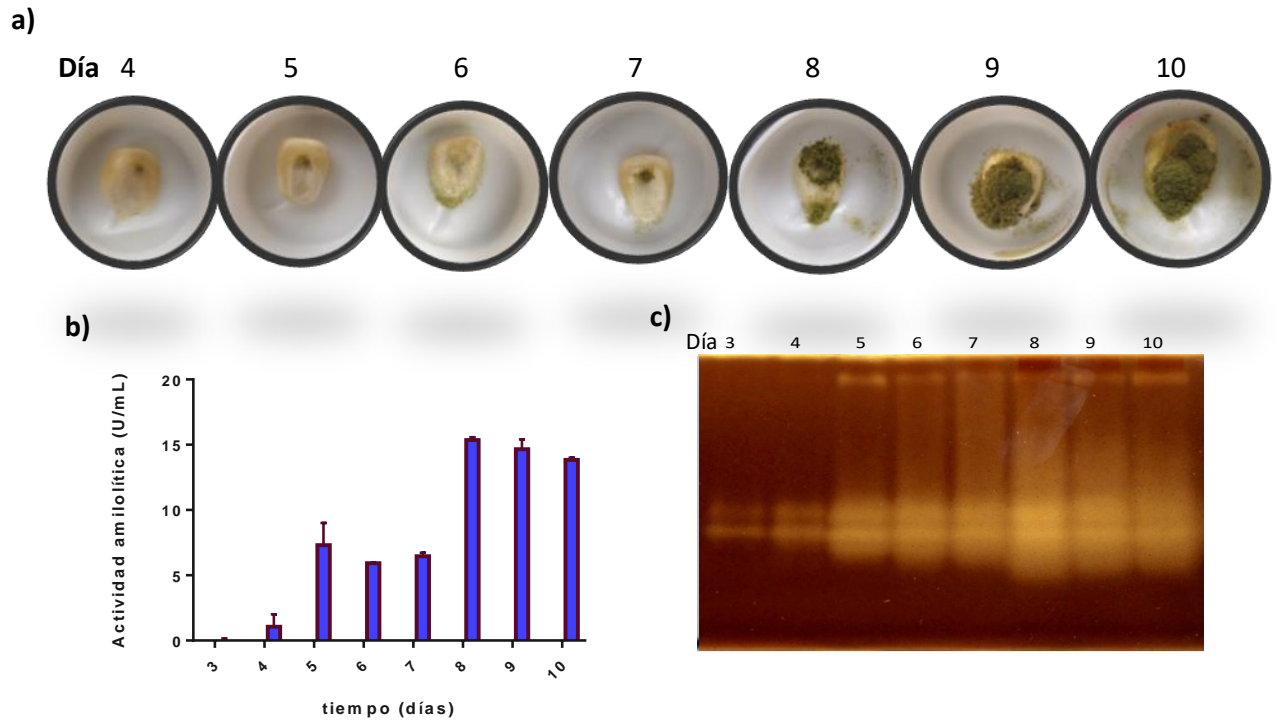 a)
Día 4 5 6 7 8 9 10
b)
c)
Día 3 4 5 6 7 8 9 10
Actividad amilolítica (U/mL)
20
15
10
5
0
3 4 5 6 7 8 9 10
tiempo (días)